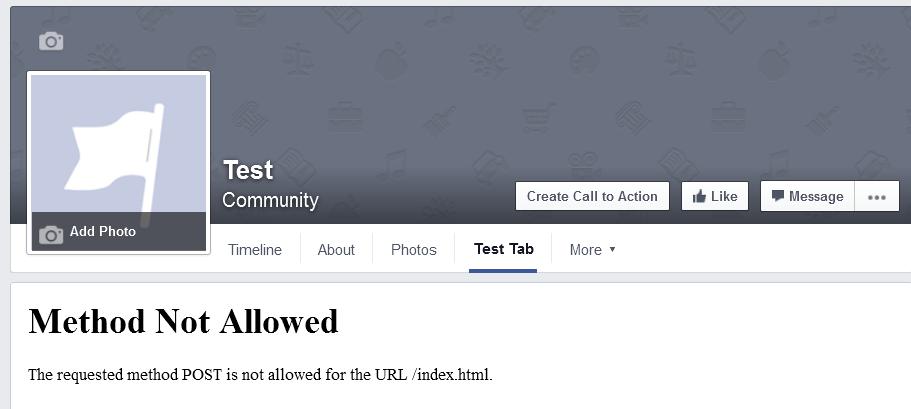 Test
Community
Create Call to Action Like Message
Add Photo
Timeline About Photos Test Tab More
Method Not Allowed
The requested method POST is not allowed for the URL /index.html.